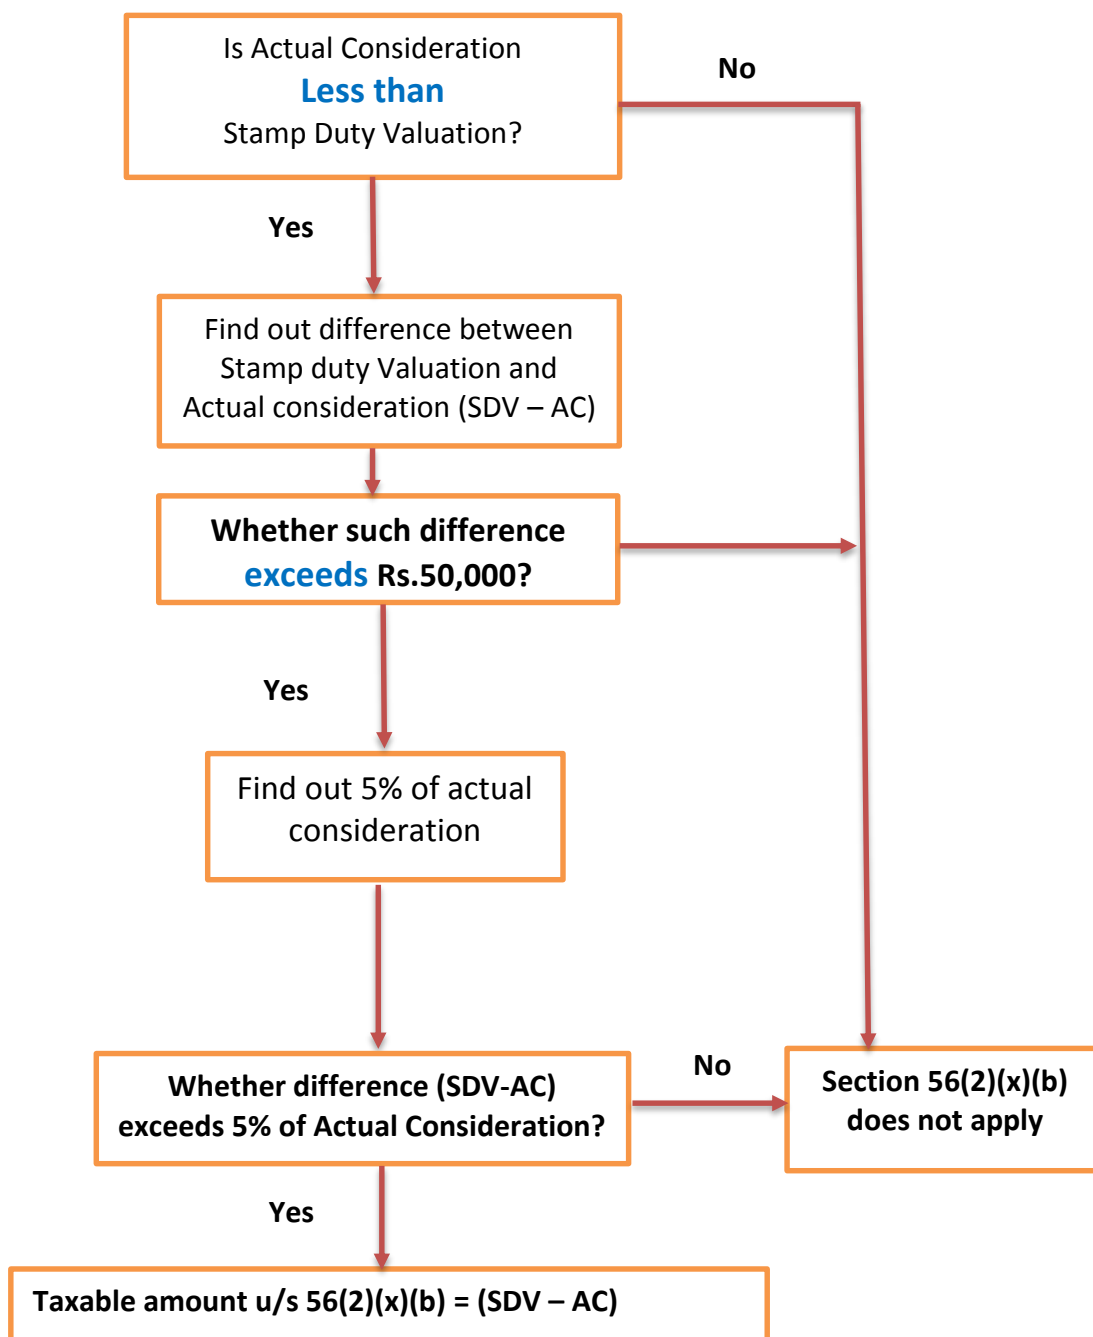 Is Actual Consideration
Less than
Stamp Duty Valuation?
No
Yes
Find out difference between
Stamp duty Valuation and
Actual consideration (SDV – AC)
Whether such difference
exceeds Rs.50,000?
Yes
Find out 5% of actual
consideration
Whether difference (SDV-AC)
exceeds 5% of Actual Consideration?
No
Section 56(2)(x)(b)
does not apply
Yes
Taxable amount u/s 56(2)(x)(b) = (SDV – AC)